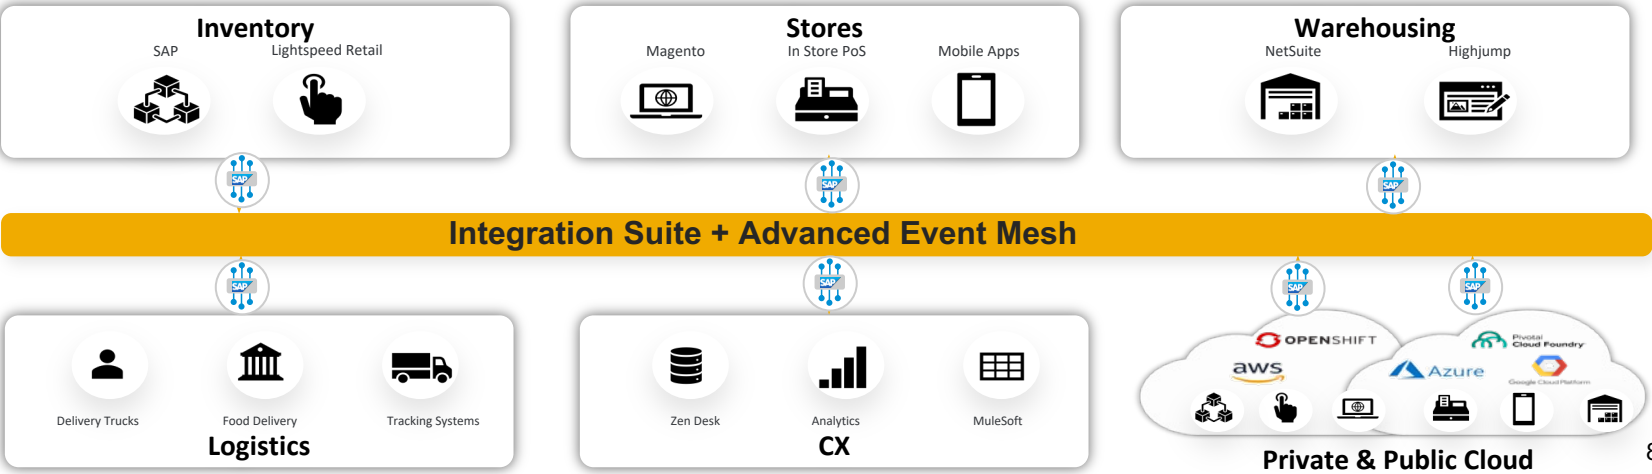 Inventory
SAP
Lightspeed Retail
Stores
Magento
In Store PoS
Mobile Apps
Warehousing
NetSuite
Highjump
SAP
SAP
SAP
Integration Suite + Advanced Event Mesh
SAP
SAP
SAP
SAP
Delivery Trucks
Food Delivery
Tracking Systems
Logistics
Zen Desk
Analytics
MuleSoft
CX
OPENSHIFT
aws
Pivotal
Cloud Foundry
Azure
Google Cloud Platform
Private & Public Cloud